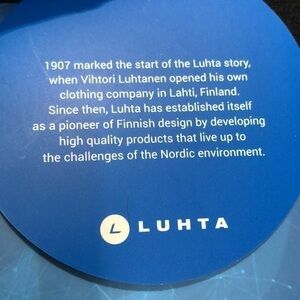 1907 marked the start of the Luhta story,
when Vihtori Luhtanen opened his own
clothing company in Lahti, Finland.
Since then, Luhta has established itself
as a pioneer of Finnish design by developing
high quality products that live up to
the challenges of the Nordic environment.
L LUHTA